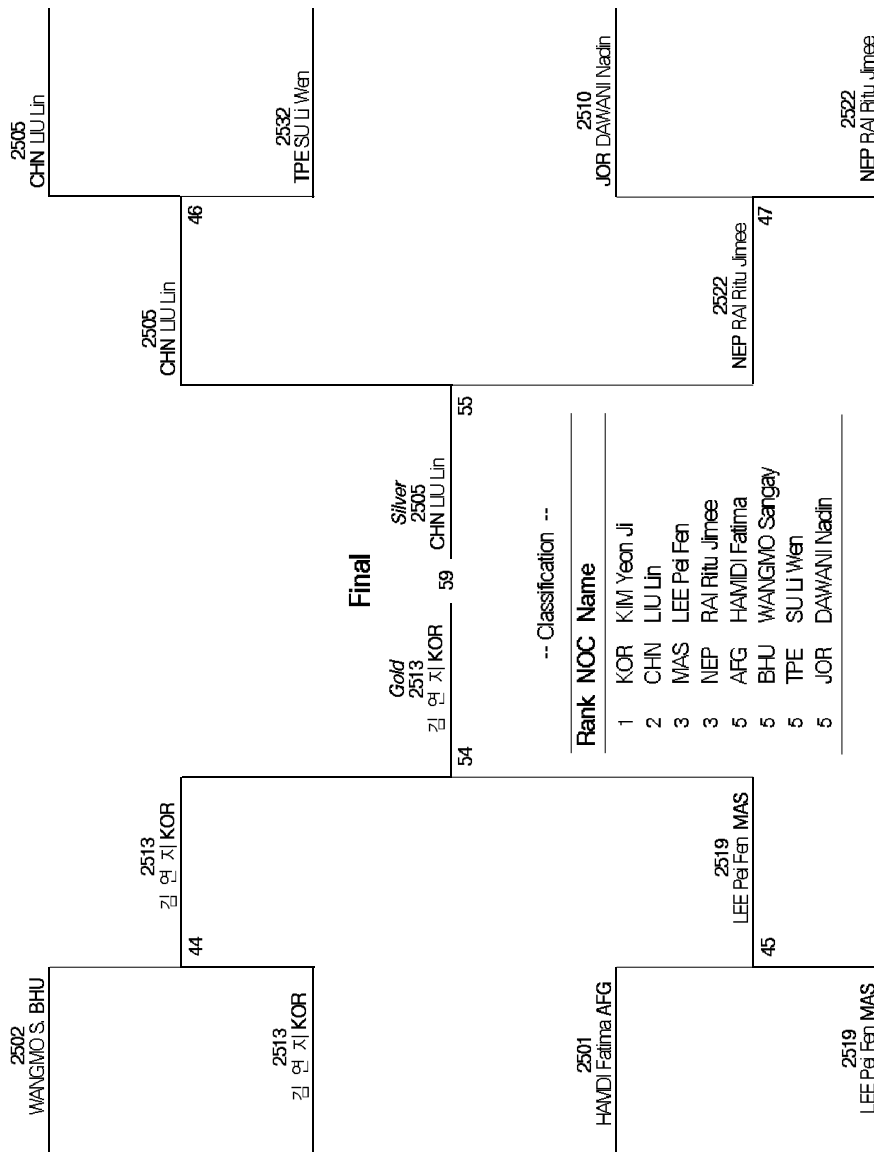 2502
WANGMO S. BHU
2505
CHN LIU Lin
2513
김 연 지 KOR
2505
CHN LIU Lin
44
46
2513
김 연 지 KOR
2532
TPE SU Li Wen
Final
Gold
2513
김 연 지 KOR
59
Silver
2505
CHN LIU Lin
54
55
-- Classification --
Rank NOC Name
1 KOR KIM Yeon Ji
2 CHN LIU Lin
3 MAS LEE Pei Fen
3 NEP RAI Ritu Jimee
5 AFG HAMIDI Fatima
5 BHU WANGMO Sangay
5 TPE SU Li Wen
5 JOR DAWANI Nadin
2501
HAMIDI Fatima AFG
2510
JOR DAWANI Nadin
2519
LEE Pei Fen MAS
2522
NEP RAI Ritu Jimee
45
47
2519
LEE Pei Fen MAS
2522
NEP RAI Ritu Jimee